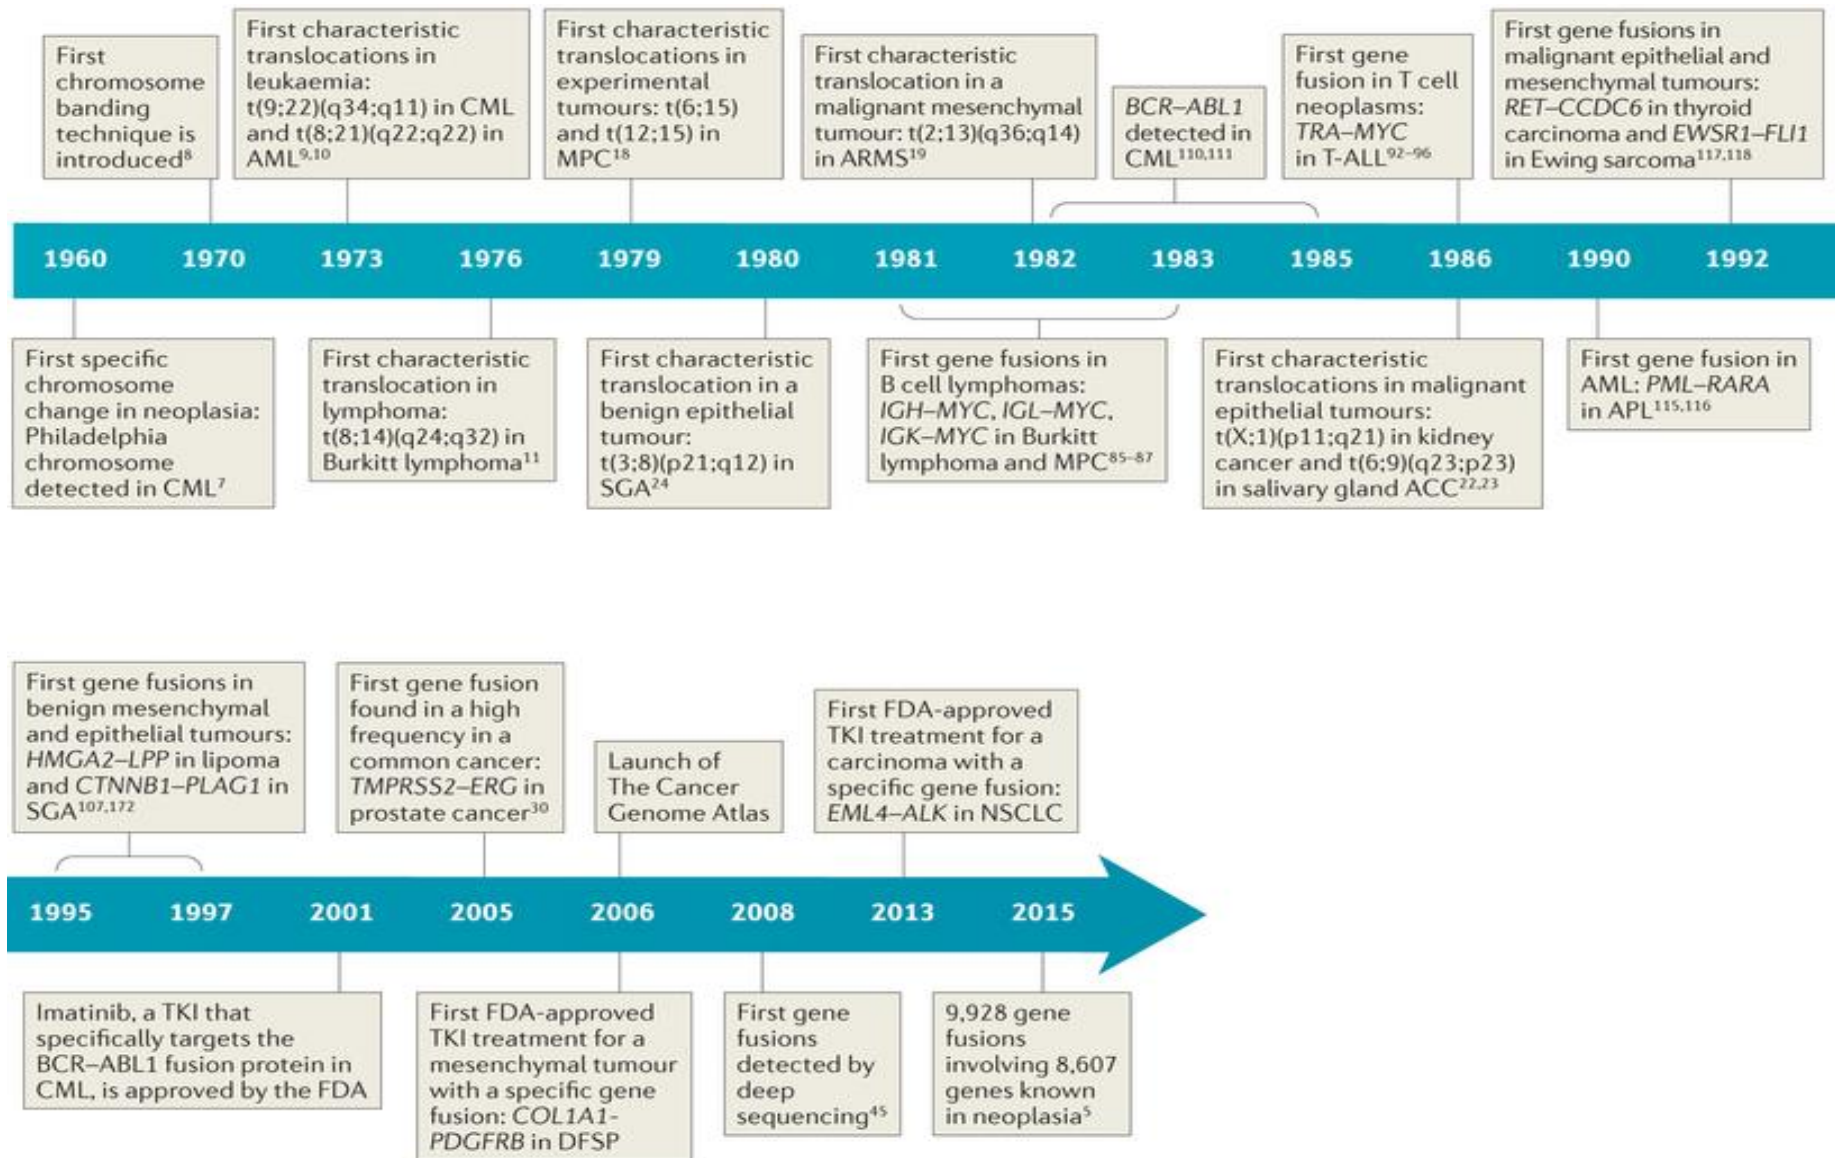 First
chromosome
banding
technique is
introduced⁸
First characteristic
translocations in
leukaemia:
t(9;22)(q34;q11) in CML
and t(8;21)(q22;q22) in
AML⁹,¹⁰
First characteristic
translocations in
experimental
tumours: t(6;15)
and t(12;15) in
MPC¹⁸
First characteristic
translocation in a
malignant mesenchymal
tumour: t(2;13)(q36;q14)
in ARMS¹⁹
BCR–ABL1
detected in
CML¹¹⁰,¹¹¹
First gene
fusion in T cell
neoplasms:
TRA–MYC
in T-ALL⁹²⁻⁹⁶
First gene fusions in
malignant epithelial and
mesenchymal tumours:
RET–CCDC6 in thyroid
carcinoma and EWSR1–FLI1
in Ewing sarcoma¹¹⁷,¹¹⁸
1960 1970 1973 1976 1979 1980 1981 1982 1983 1985 1986 1990 1992
First specific
chromosome
change in neoplasia:
Philadelphia
chromosome
detected in CML⁷
First characteristic
translocation in
lymphoma:
t(8;14)(q24;q32) in
Burkitt lymphoma¹¹
First characteristic
translocation in a
benign epithelial
tumour:
t(3;8)(p21;q12) in
SGA²⁴
First gene fusions in
B cell lymphomas:
IGH–MYC, IGL–MYC,
IGK–MYC in Burkitt
lymphoma and MPC⁸⁵⁻⁸⁷
First characteristic
translocations in malignant
epithelial tumours:
t(X;1)(p11;q21) in kidney
cancer and t(6;9)(q23;p23)
in salivary gland ACC²²,²³
First gene fusion in
AML: PML–RARA
in APL¹¹⁵,¹¹⁶
First gene fusions in
benign mesenchymal
and epithelial tumours:
HMGA2–LPP in lipoma
and CTNNB1–PLAG1 in
SGA¹⁰⁷,¹⁷²
First gene fusion
found in a high
frequency in a
common cancer:
TMPRSS2–ERG in
prostate cancer³⁰
Launch of
The Cancer
Genome Atlas
First FDA-approved
TKI treatment for a
carcinoma with a
specific gene fusion:
EML4–ALK in NSCLC
1995 1997 2001 2005 2006 2008 2013 2015
Imatinib, a TKI that
specifically targets the
BCR–ABL1 fusion protein in
CML, is approved by the FDA
First FDA-approved
TKI treatment for a
mesenchymal tumour
with a specific gene
fusion: COL1A1-
PDGFRB in DFSP
First gene
fusions
detected by
deep
sequencing⁴⁵
9,928 gene
fusions
involving 8,607
genes known
in neoplasia⁵